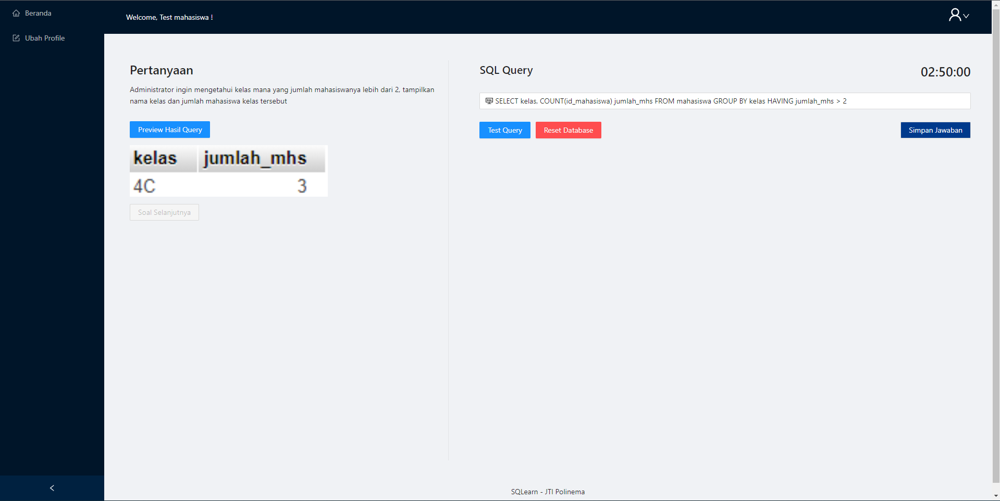 Beranda
Ubah Profile
Welcome, Test mahasiswa !
Pertanyaan
Administrator ingin mengetahui kelas mana yang jumlah mahasiswanya lebih dari 2, tampilkan
nama kelas dan jumlah mahasiswa kelas tersebut
Preview Hasil Query
kelas jumlah_mhs
4C 3
Soal Selanjutnya
SQL Query
02:50:00
SQL SELECT kelas, COUNT(id_mahasiswa) jumlah_mhs FROM mahasiswa GROUP BY kelas HAVING jumlah_mhs > 2
Test Query
Reset Database
Simpan Jawaban
SQLearn - JTI Polinema